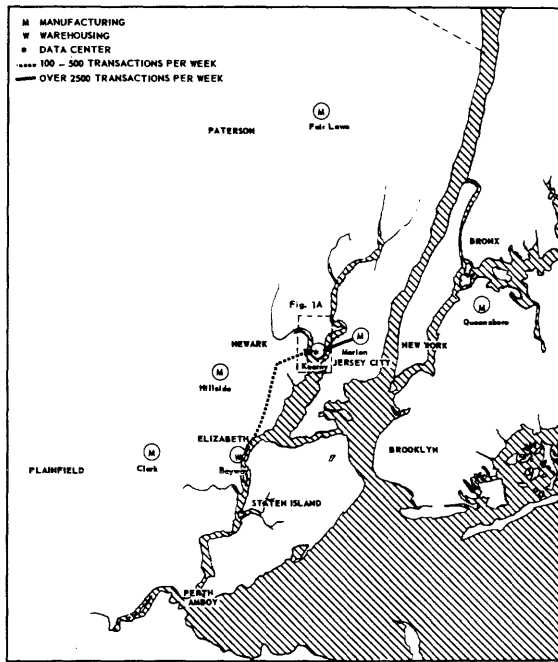 M MANUFACTURING
W WAREHOUSING
DATA CENTER
100 – 500 TRANSACTIONS PER WEEK
OVER 2500 TRANSACTIONS PER WEEK
M
Fair Lawn
PATERSON
BRONX
M
Queensboro
Fig. 1A
NEWARK
M
Marion
NEW YORK
Kearny
JERSEY CITY
M
Hillside
ELIZABETH
BROOKLYN
M
Clark
W
PLAINFIELD
STATEN ISLAND
PERTH
AMBOY